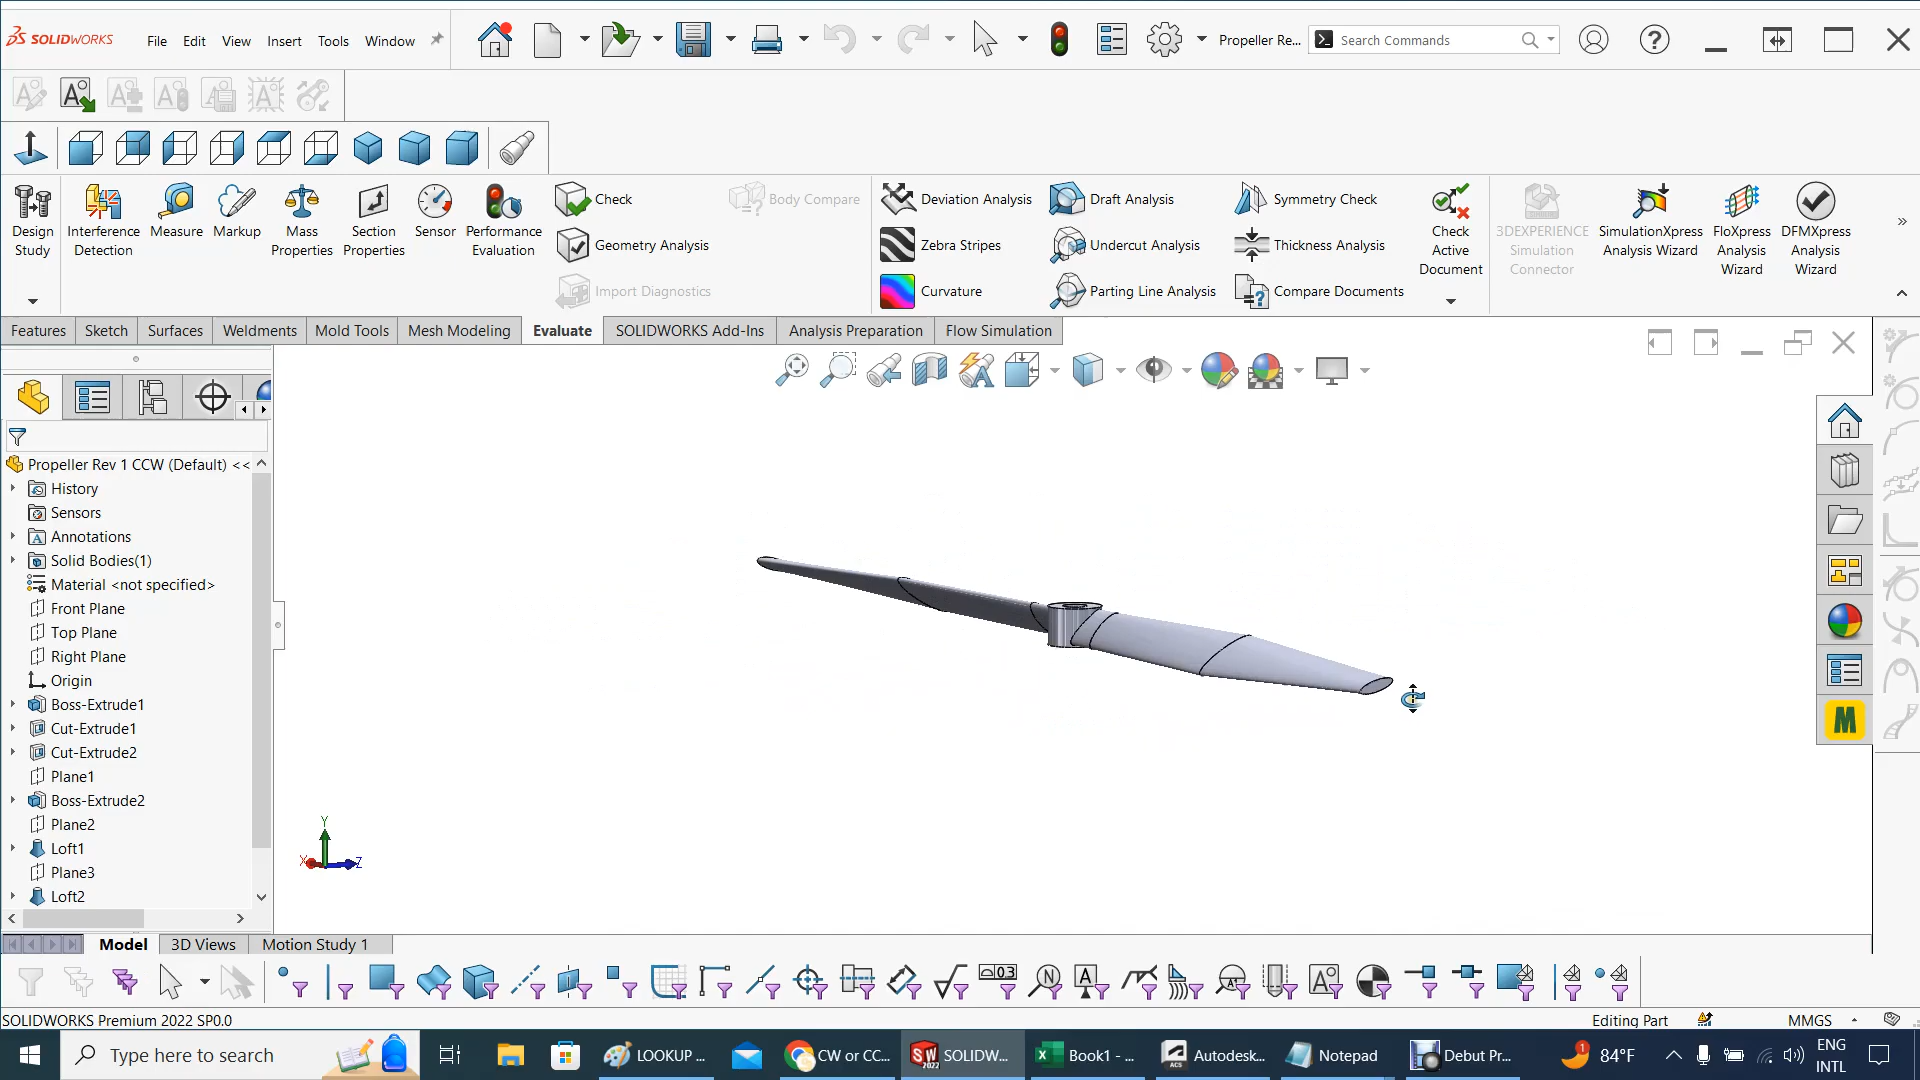 SOLIDWORKS
File Edit View Insert Tools Window
Propeller Re...
Search Commands
Design Study
Interference Detection
Measure
Markup
Mass Properties
Section Properties
Sensor
Performance Evaluation
Check
Geometry Analysis
Import Diagnostics
Body Compare
Deviation Analysis
Zebra Stripes
Curvature
Draft Analysis
Undercut Analysis
Parting Line Analysis
Symmetry Check
Thickness Analysis
Compare Documents
Check Active Document
3DEXPERIENCE Simulation Connector
SimulationXpress Analysis Wizard
FloXpress Analysis Wizard
DFMXpress Analysis Wizard
Features Sketch Surfaces Weldments Mold Tools Mesh Modeling Evaluate SOLIDWORKS Add-Ins Analysis Preparation Flow Simulation
Propeller Rev 1 CCW (Default) <<
History
Sensors
Annotations
Solid Bodies(1)
Material <not specified>
Front Plane
Top Plane
Right Plane
Origin
Boss-Extrude1
Cut-Extrude1
Cut-Extrude2
Plane1
Boss-Extrude2
Plane2
Loft1
Plane3
Loft2
Y
X Z
M
Model 3D Views Motion Study 1
SOLIDWORKS Premium 2022 SP0.0
Editing Part
MMGS
Type here to search
LOOKUP ...
CW or CC...
SOLIDW...
Book1 - ...
Autodesk...
Notepad
Debut Pr...
84°F
ENG
INTL